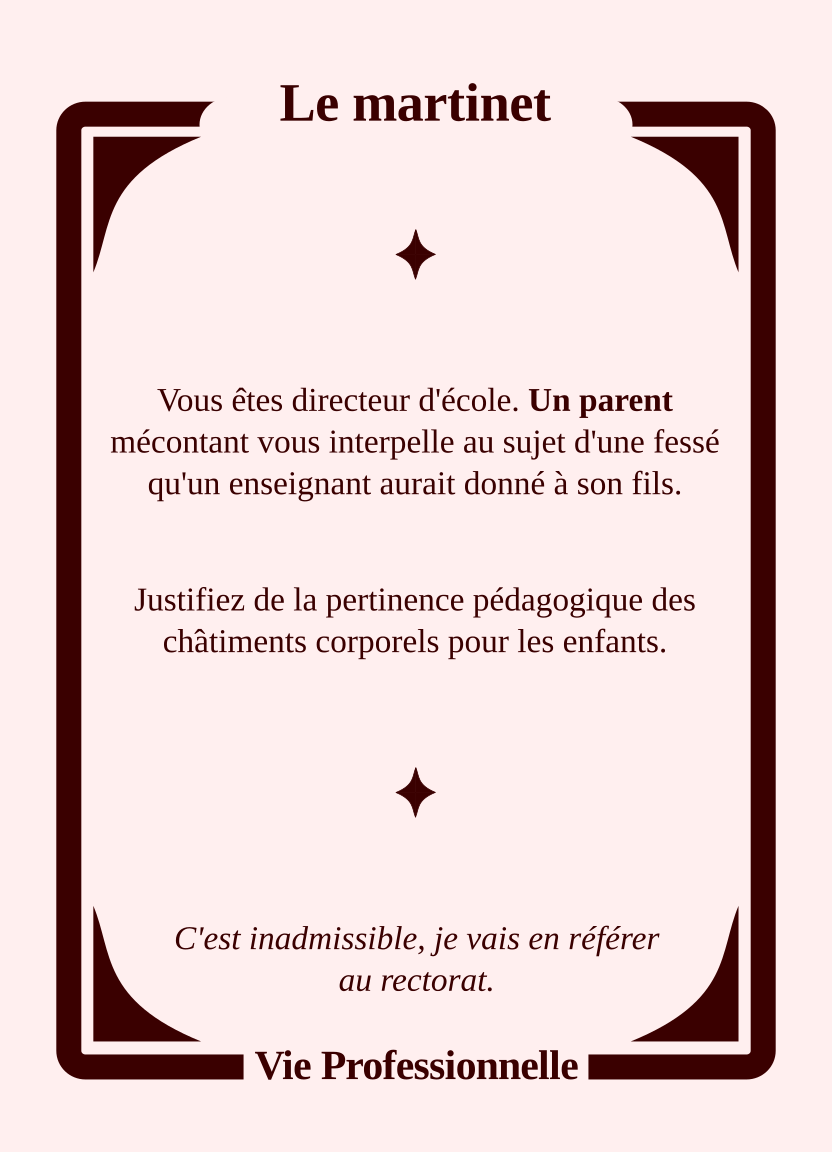 Le martinet
Vous êtes directeur d'école. Un parent
mécontant vous interpelle au sujet d'une fessé
qu'un enseignant aurait donné à son fils.
Justifiez de la pertinence pédagogique des
châtiments corporels pour les enfants.
C'est inadmissible, je vais en référer
au rectorat.
Vie Professionnelle